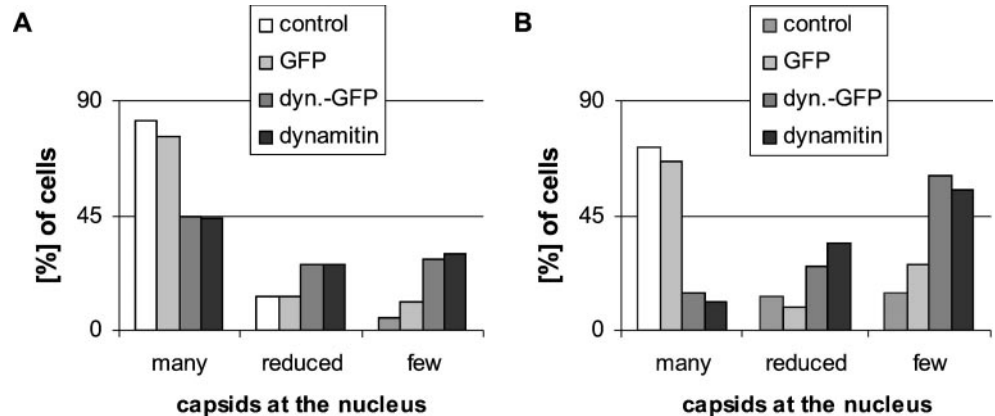 A
control
GFP
dyn.-GFP
dynamitin
90
45
0
[%] of cells
many reduced few
capsids at the nucleus
B
control
GFP
dyn.-GFP
dynamitin
90
45
0
[%] of cells
many reduced few
capsids at the nucleus